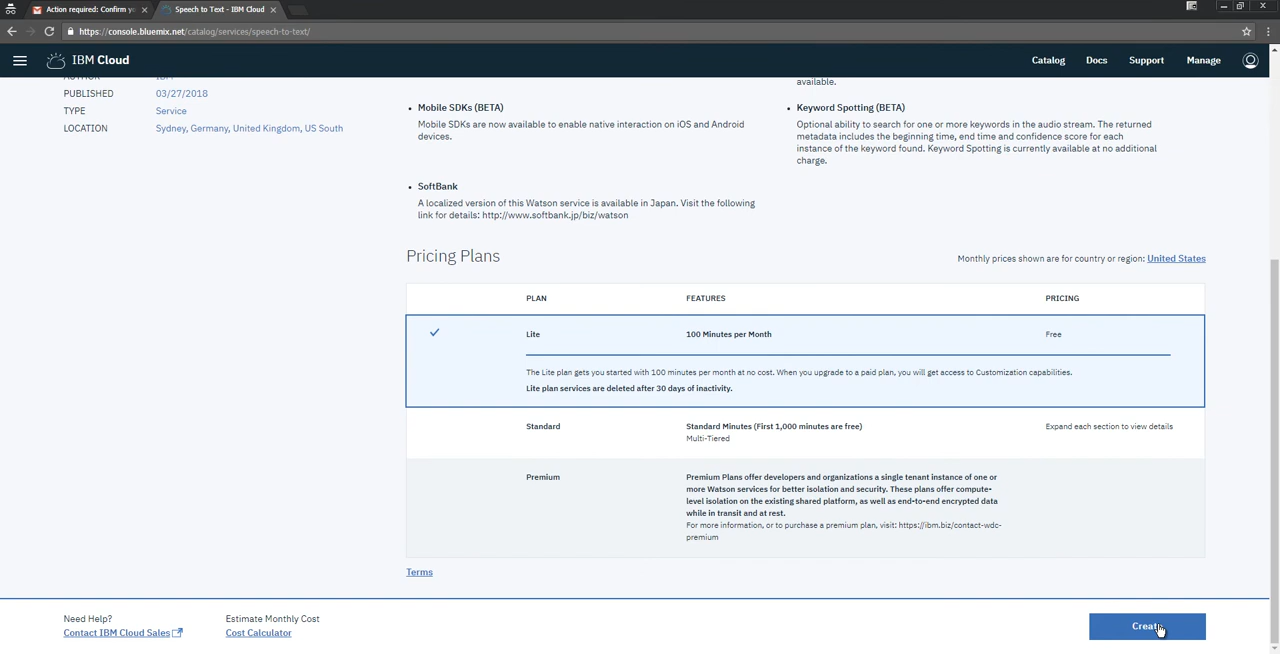 Action required: Confirm yo
Speech to Text - IBM Cloud
https://console.bluemix.net/catalog/services/speech-to-text/
IBM Cloud
Catalog
Docs
Support
Manage
PUBLISHED
03/27/2018
TYPE
Service
LOCATION
Sydney, Germany, United Kingdom, US South
available.
Mobile SDKs (BETA)
Mobile SDKs are now available to enable native interaction on iOS and Android
devices.
Keyword Spotting (BETA)
Optional ability to search for one or more keywords in the audio stream. The returned
metadata includes the beginning time, end time and confidence score for each
instance of the keyword found. Keyword Spotting is currently available at no additional
charge.
SoftBank
A localized version of this Watson service is available in Japan. Visit the following
link for details: http://www.softbank.jp/biz/watson
Pricing Plans
Monthly prices shown are for country or region: United States
PLAN
FEATURES
PRICING
Lite
100 Minutes per Month
Free
The Lite plan gets you started with 100 minutes per month at no cost. When you upgrade to a paid plan, you will get access to Customization capabilities.
Lite plan services are deleted after 30 days of inactivity.
Standard
Standard Minutes (First 1,000 minutes are free)
Multi-Tiered
Expand each section to view details
Premium
Premium Plans offer developers and organizations a single tenant instance of one or
more Watson services for better isolation and security. These plans offer compute-
level isolation on the existing shared platform, as well as end-to-end encrypted data
while in transit and at rest.
For more information, or to purchase a premium plan, visit: https://ibm.biz/contact-wdc-
premium
Terms
Need Help?
Contact IBM Cloud Sales
Estimate Monthly Cost
Cost Calculator
Create